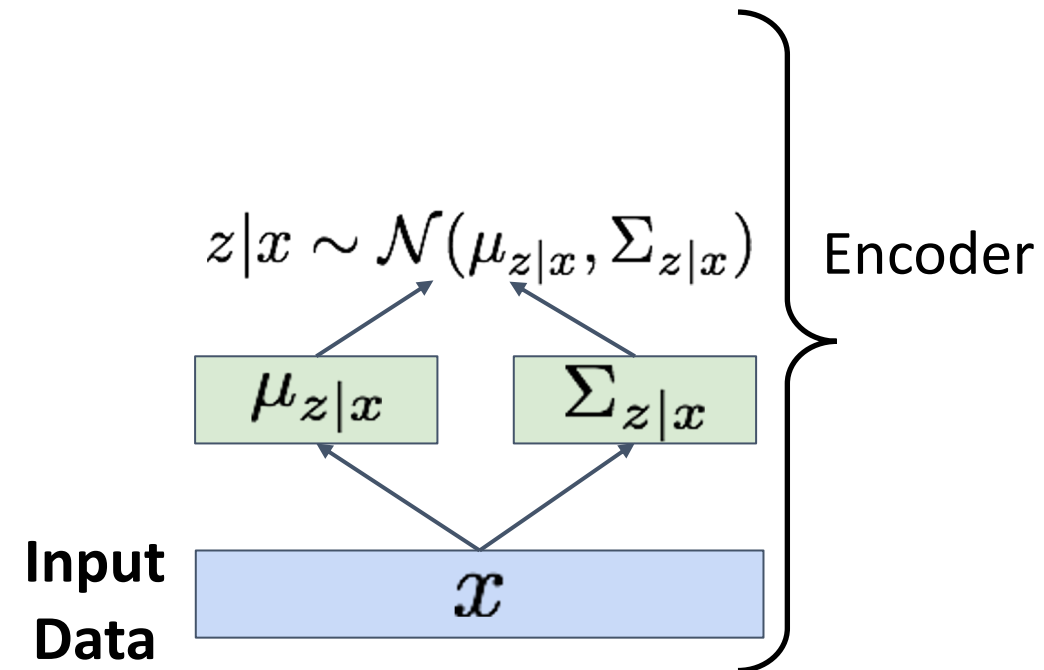 z|x ∼ 𝒩(μ_{z|x}, Σ_{z|x})
Encoder
μ_{z|x}
Σ_{z|x}
Input
Data
x